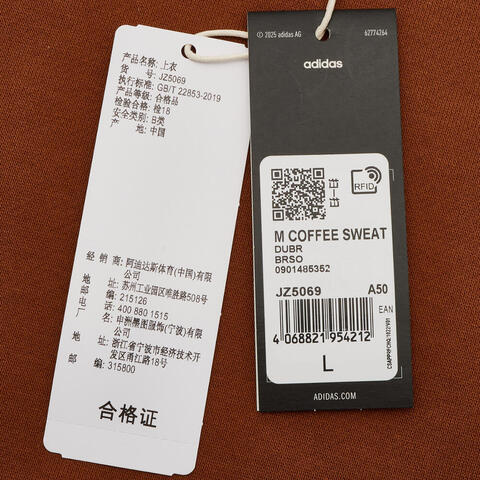 产品名称: 上衣
货 号: JZ5069
执行标准: GB/T 22853-2019
产品等级: 合格品
检验合格: 检18
安全类别: B类
产 地: 中国
经 销 商: 阿迪达斯体育(中国)有限公司
地 址: 苏州工业园区唯胜路508号
邮 编: 215126
电 话: 400 880 1515
厂 名: 申洲
服饰(宁波)有限公司
地 址: 浙江省宁波市经济技术开发区甬江路18号
邮 编: 315800
合格证
© 2025 adidas AG
62774264
adidas
RFID
M COFFEE SWEAT
DUBR
BRSO
0901485352
JZ5069 A50
EAN
4 068821 954212
L
ADIDAS.COM